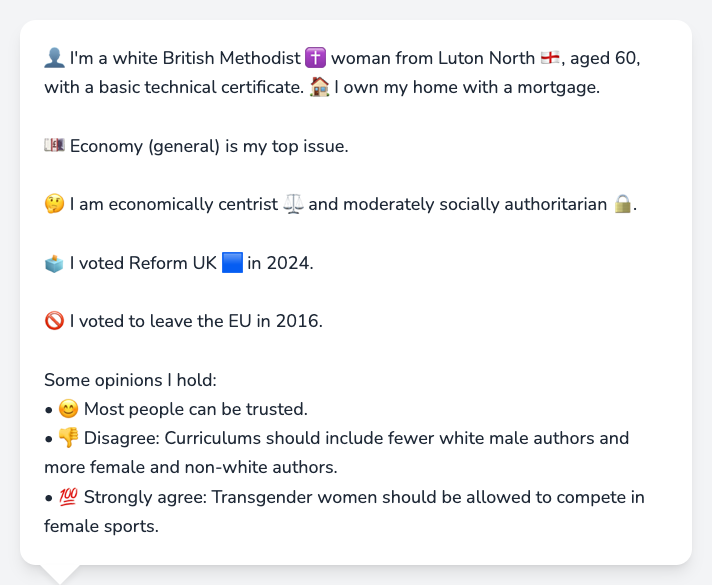 👤 I'm a white British Methodist ✝️ woman from Luton North 🏴󠁧󠁢󠁥󠁮󠁧󠁿, aged 60,
with a basic technical certificate. 🏠 I own my home with a mortgage.
💷 Economy (general) is my top issue.
🤔 I am economically centrist ⚖️ and moderately socially authoritarian 🔒.
🗳️ I voted Reform UK 🟦 in 2024.
🚫 I voted to leave the EU in 2016.
Some opinions I hold:
• 😊 Most people can be trusted.
• 👎 Disagree: Curriculums should include fewer white male authors and
more female and non-white authors.
• 💯 Strongly agree: Transgender women should be allowed to compete in
female sports.